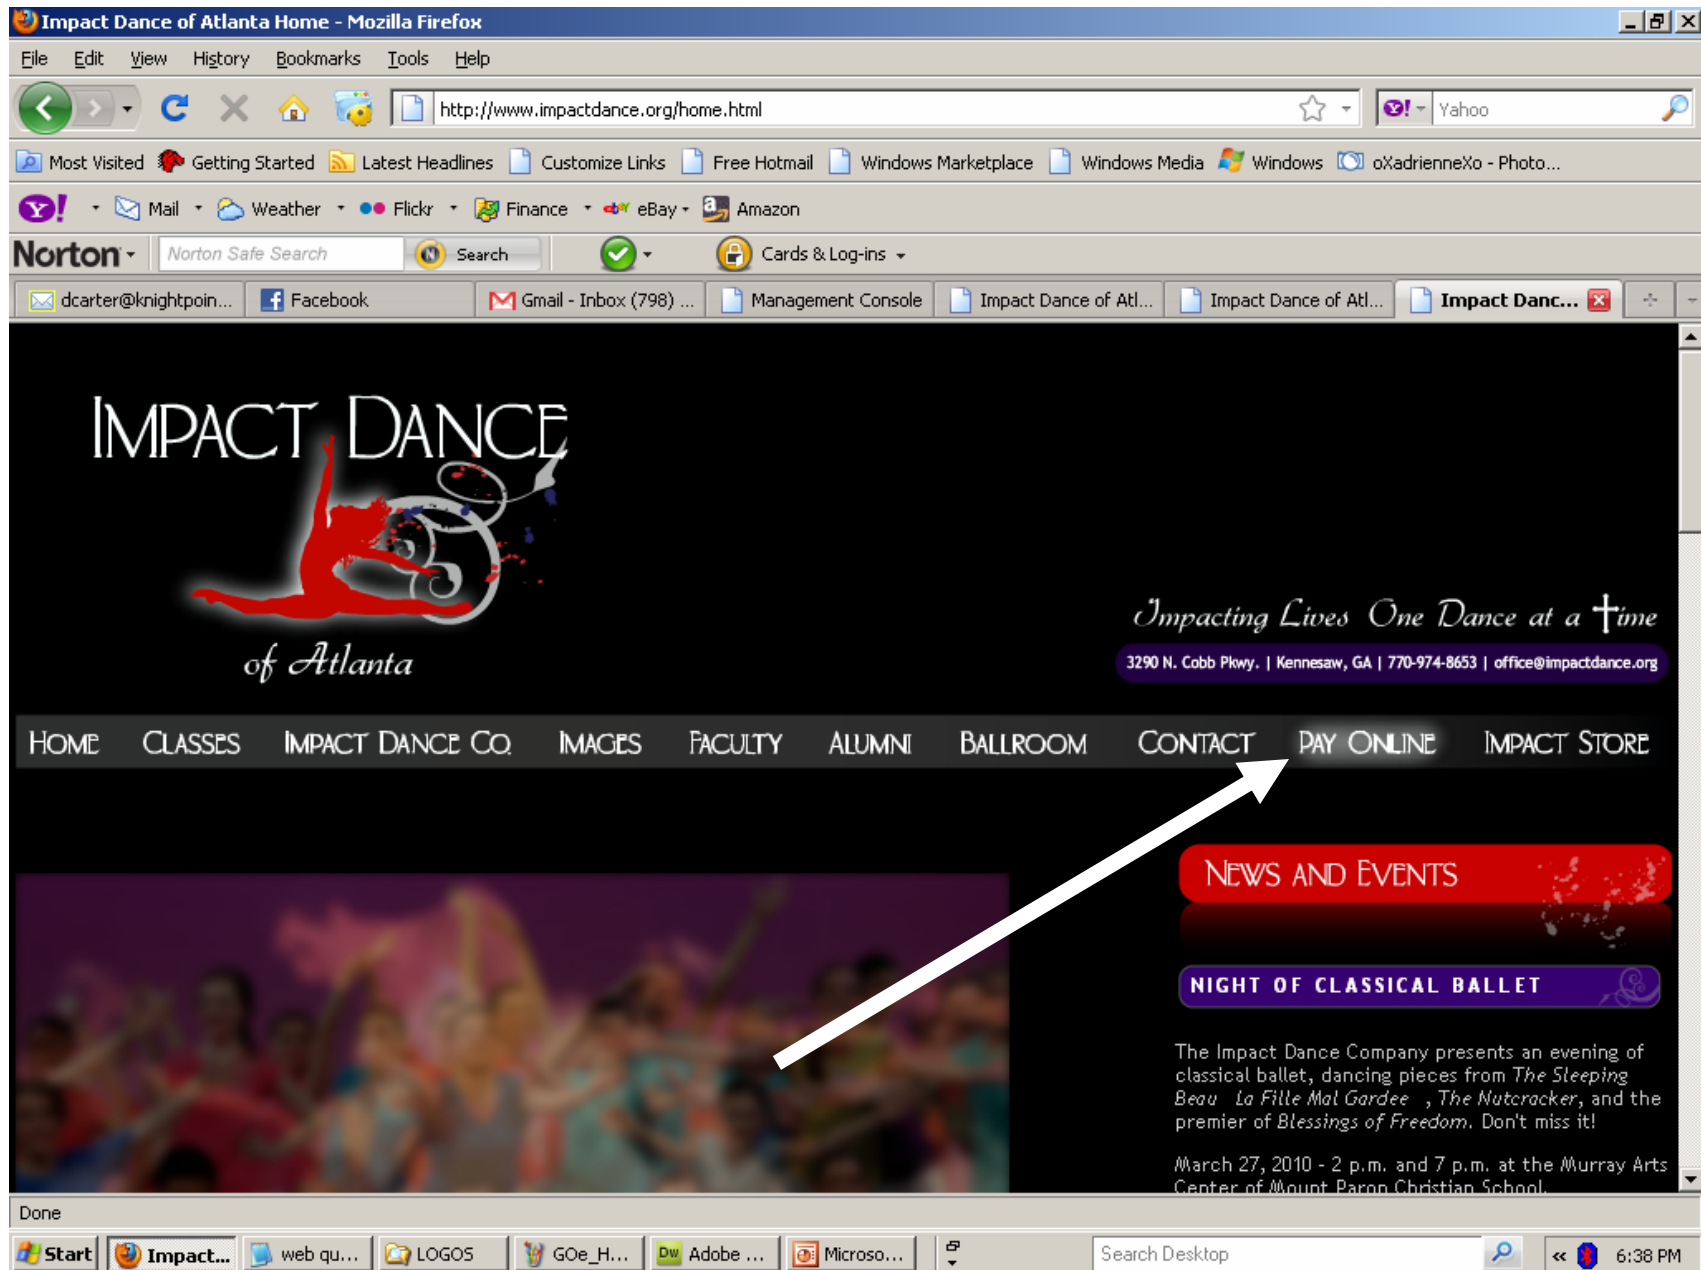 Impact Dance of Atlanta Home - Mozilla Firefox
File Edit View History Bookmarks Tools Help
http://www.impactdance.org/home.html Yahoo
Most Visited Getting Started Latest Headlines Customize Links Free Hotmail Windows Marketplace Windows Media Windows oXadrienneXo - Photo...
Y! Mail Weather Flickr Finance eBay Amazon
Norton Norton Safe Search Search Cards & Log-ins
dcarter@knightpoin... Facebook Gmail - Inbox (798) ... Management Console Impact Dance of Atl... Impact Dance of Atl... Impact Danc...
IMPACT DANCE
of Atlanta
Impacting Lives One Dance at a Time
3290 N. Cobb Pkwy. | Kennesaw, GA | 770-974-8653 | office@impactdance.org
HOME CLASSES IMPACT DANCE CO. IMAGES FACULTY ALUMNI BALLROOM CONTACT PAY ONLINE IMPACT STORE
NEWS AND EVENTS
NIGHT OF CLASSICAL BALLET
The Impact Dance Company presents an evening of
classical ballet, dancing pieces from The Sleeping
Beau La Fille Mal Gardee , The Nutcracker, and the
premier of Blessings of Freedom. Don't miss it!
March 27, 2010 - 2 p.m. and 7 p.m. at the Murray Arts
Center of Mount Paron Christian School.
Done
Start Impact... web qu... LOGOS GOe_H... Adobe ... Microso... Search Desktop 6:38 PM